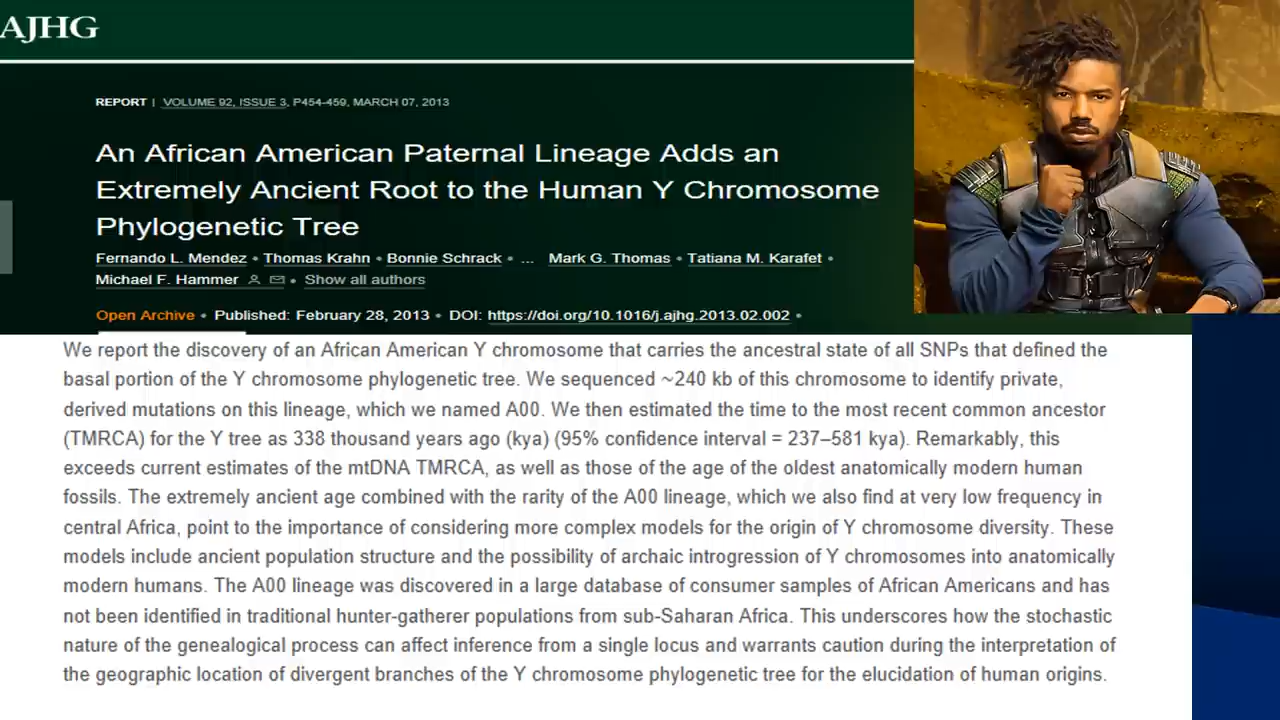 AJHG
REPORT | VOLUME 92, ISSUE 3, P454-459, MARCH 07, 2013
An African American Paternal Lineage Adds an
Extremely Ancient Root to the Human Y Chromosome
Phylogenetic Tree
Fernando L. Mendez • Thomas Krahn • Bonnie Schrack • ... Mark G. Thomas • Tatiana M. Karafet •
Michael F. Hammer • Show all authors
Open Archive • Published: February 28, 2013 • DOI: https://doi.org/10.1016/j.ajhg.2013.02.002 •
We report the discovery of an African American Y chromosome that carries the ancestral state of all SNPs that defined the
basal portion of the Y chromosome phylogenetic tree. We sequenced ~240 kb of this chromosome to identify private,
derived mutations on this lineage, which we named A00. We then estimated the time to the most recent common ancestor
(TMRCA) for the Y tree as 338 thousand years ago (kya) (95% confidence interval = 237–581 kya). Remarkably, this
exceeds current estimates of the mtDNA TMRCA, as well as those of the age of the oldest anatomically modern human
fossils. The extremely ancient age combined with the rarity of the A00 lineage, which we also find at very low frequency in
central Africa, point to the importance of considering more complex models for the origin of Y chromosome diversity. These
models include ancient population structure and the possibility of archaic introgression of Y chromosomes into anatomically
modern humans. The A00 lineage was discovered in a large database of consumer samples of African Americans and has
not been identified in traditional hunter-gatherer populations from sub-Saharan Africa. This underscores how the stochastic
nature of the genealogical process can affect inference from a single locus and warrants caution during the interpretation of
the geographic location of divergent branches of the Y chromosome phylogenetic tree for the elucidation of human origins.